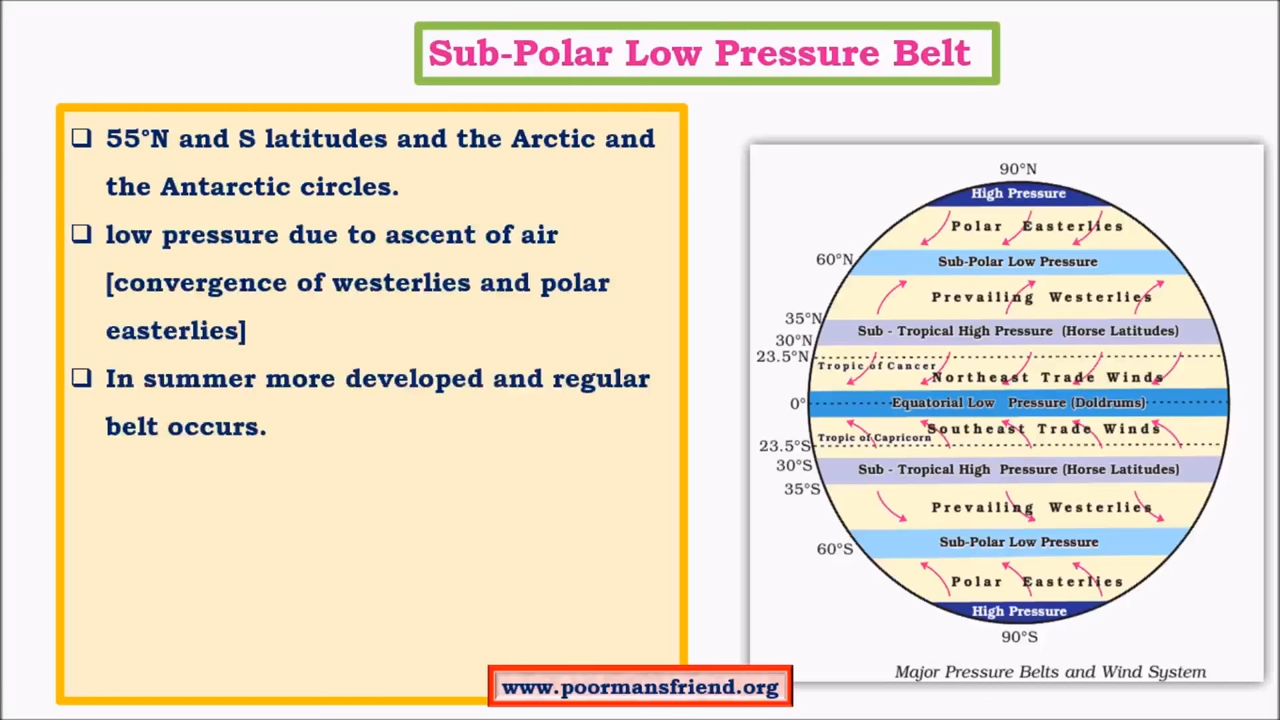 Sub-Polar Low Pressure Belt
❑ 55°N and S latitudes and the Arctic and
the Antarctic circles.
❑ low pressure due to ascent of air
[convergence of westerlies and polar
easterlies]
❑ In summer more developed and regular
belt occurs.
90°N
High Pressure
Polar Easterlies
60°N
Sub-Polar Low Pressure
Prevailing Westerlies
35°N
Sub - Tropical High Pressure (Horse Latitudes)
30°N
23.5°N
Tropic of Cancer
Northeast Trade Winds
0°
Equatorial Low Pressure (Doldrums)
Southeast Trade Winds
Tropic of Capricorn
23.5°S
30°S
Sub - Tropical High Pressure (Horse Latitudes)
35°S
Prevailing Westerlies
60°S
Sub-Polar Low Pressure
Polar Easterlies
High Pressure
90°S
Major Pressure Belts and Wind System
www.poormansfriend.org